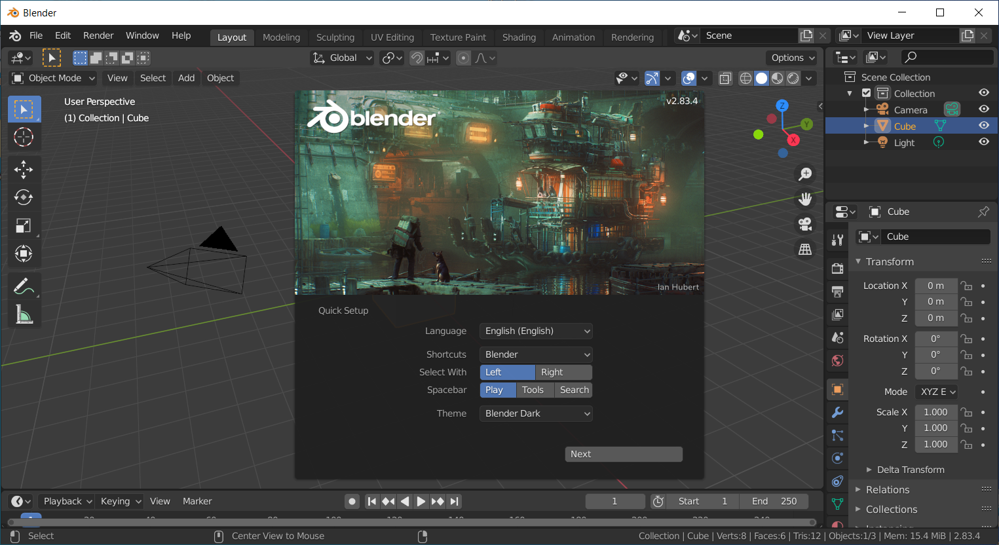 Blender
File Edit Render Window Help Layout Modeling Sculpting UV Editing Texture Paint Shading Animation Rendering Scene View Layer
Global Options
Object Mode View Select Add Object
User Perspective
(1) Collection | Cube
blender
v2.83.4
Z
Y
X
Ian Hubert
Quick Setup
Language English (English)
Shortcuts Blender
Select With Left Right
Spacebar Play Tools Search
Theme Blender Dark
Next
Scene Collection
Collection
Camera
Cube
Light
Cube
Cube
Transform
Location X 0 m
Y 0 m
Z 0 m
Rotation X 0°
Y 0°
Z 0°
Mode XYZ E
Scale X 1.000
Y 1.000
Z 1.000
Delta Transform
Relations
Collections
Playback Keying View Marker 1 Start 1 End 250
Select Center View to Mouse Collection | Cube | Verts:8 | Faces:6 | Tris:12 | Objects:1/3 | Mem: 15.4 MiB | 2.83.4